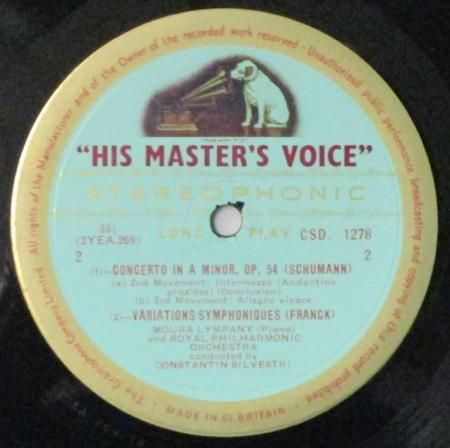 All rights of the Manufacturer and of the Owner of the recorded work reserved - Unauthorised public performance broadcasting and copying of this record prohibited
The Gramophone Company Limited.
"HIS MASTER'S VOICE"
STEREOPHONIC
33⅓
LONG PLAY
CSD. 1278
(2YEA.269)
2
2
(1)—CONCERTO IN A MINOR, OP. 54 (SCHUMANN)
(a) 2nd Movement: Intermezzo (Andantino
grazioso) (Conclusion)
(b) 3rd Movement: Allegro vivace
(2)—VARIATIONS SYMPHONIQUES (FRANCK)
MOURA LYMPANY (Piano)
and ROYAL PHILHARMONIC
ORCHESTRA
conducted by
CONSTANTIN SILVESTRI
· MADE IN GT. BRITAIN ·